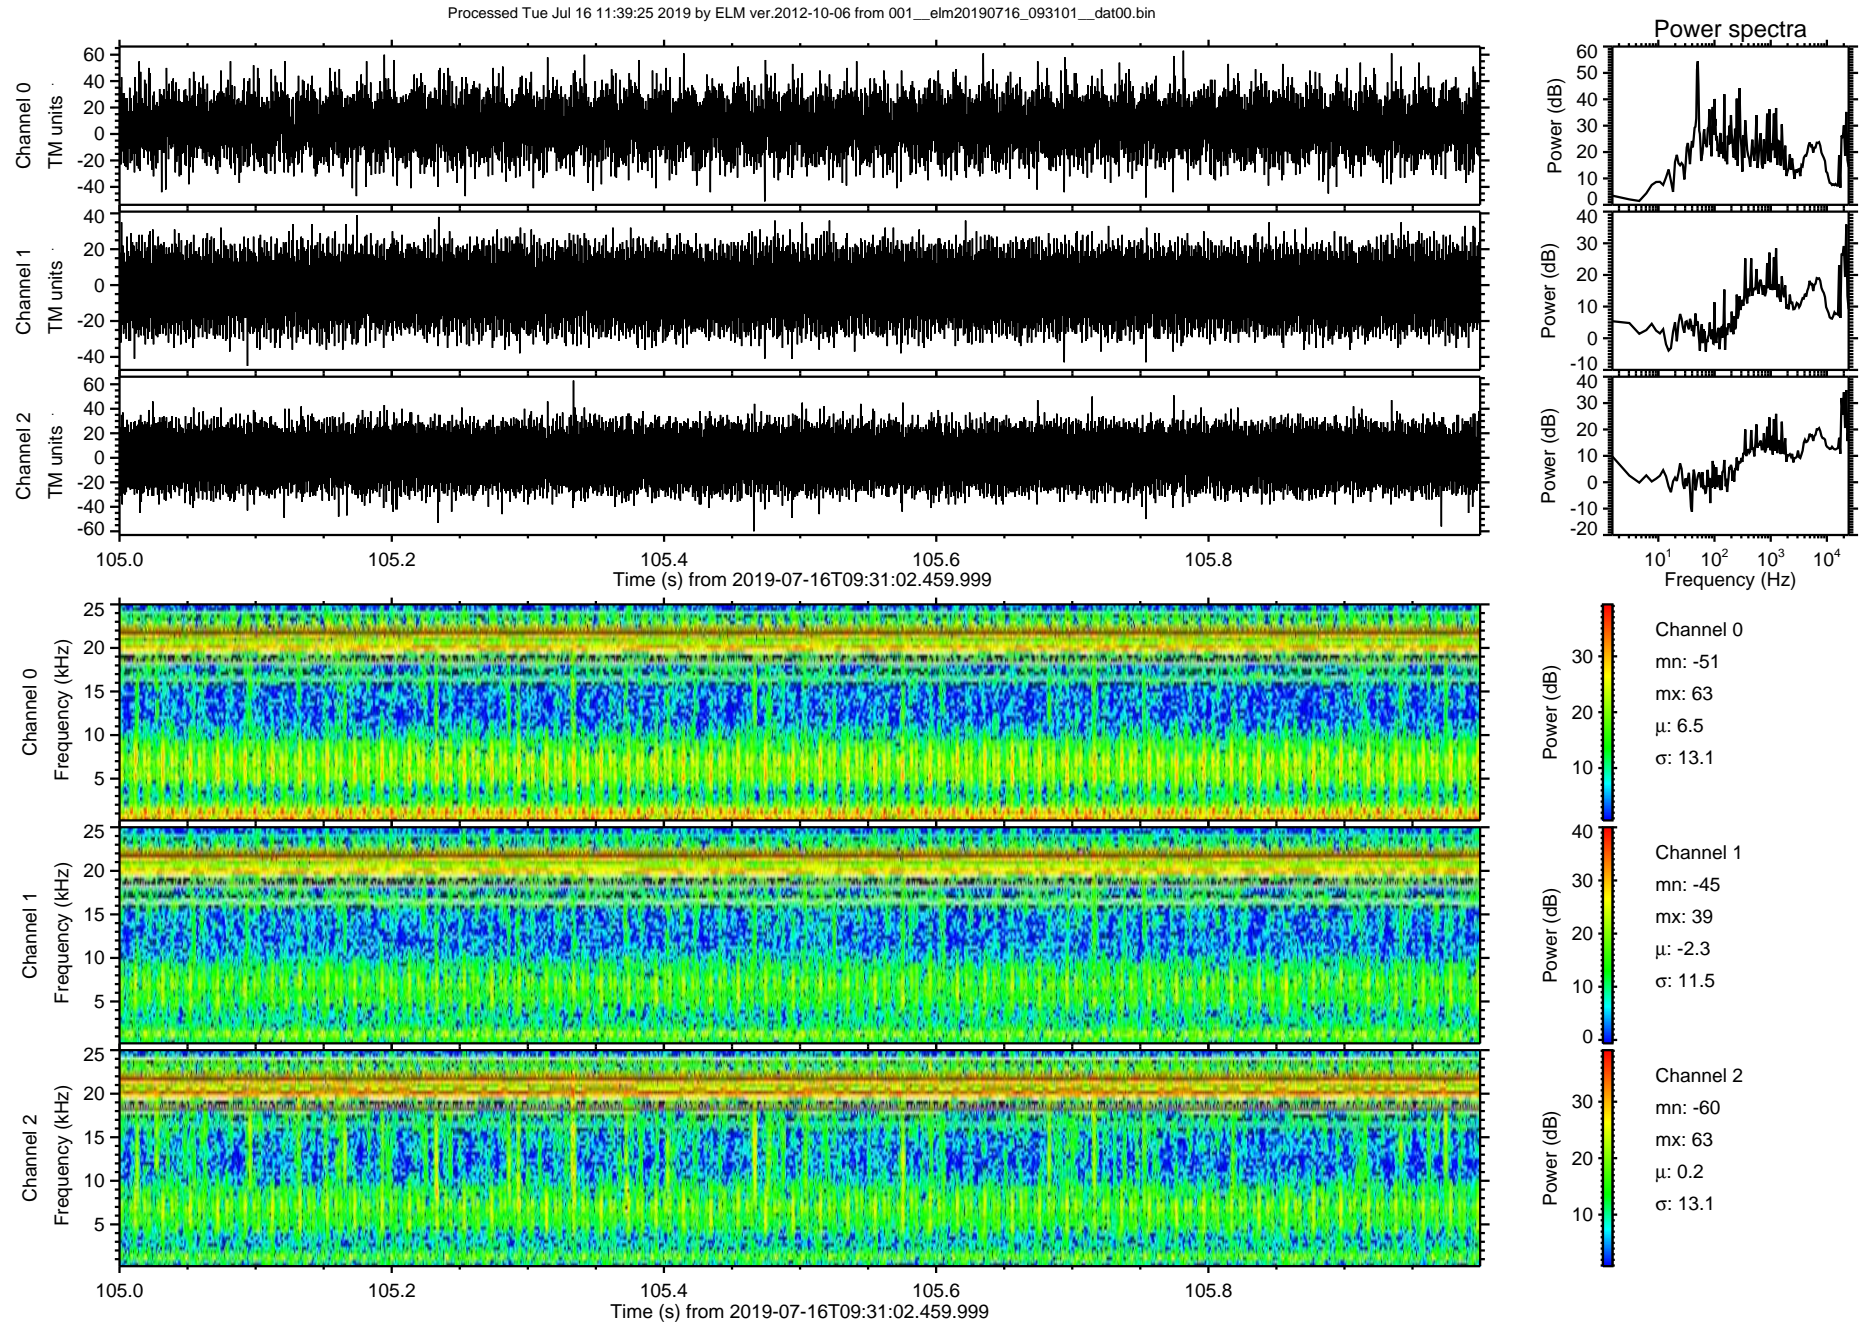 Processed Tue Jul 16 11:39:25 2019 by ELM ver.2012-10-06 from 001__elm20190716_093101__dat00.bin
Power spectra
Channel 0
TM units
60
40
20
0
-20
-40
Power (dB)
60
50
40
30
20
10
0
Channel 1
TM units
40
20
0
-20
-40
Power (dB)
40
30
20
10
0
-10
Channel 2
TM units
60
40
20
0
-20
-40
-60
Power (dB)
40
30
20
10
0
-10
-20
105.0 105.2 105.4 105.6 105.8
Time (s) from 2019-07-16T09:31:02.459.999
10^1 10^2 10^3 10^4
Frequency (Hz)
Channel 0
Frequency (kHz)
25
20
15
10
5
Power (dB)
30
20
10
Channel 0
mn: -51
mx: 63
µ: 6.5
σ: 13.1
Channel 1
Frequency (kHz)
25
20
15
10
5
Power (dB)
40
30
20
10
0
Channel 1
mn: -45
mx: 39
µ: -2.3
σ: 11.5
Channel 2
Frequency (kHz)
25
20
15
10
5
Power (dB)
30
20
10
Channel 2
mn: -60
mx: 63
µ: 0.2
σ: 13.1
105.0 105.2 105.4 105.6 105.8
Time (s) from 2019-07-16T09:31:02.459.999